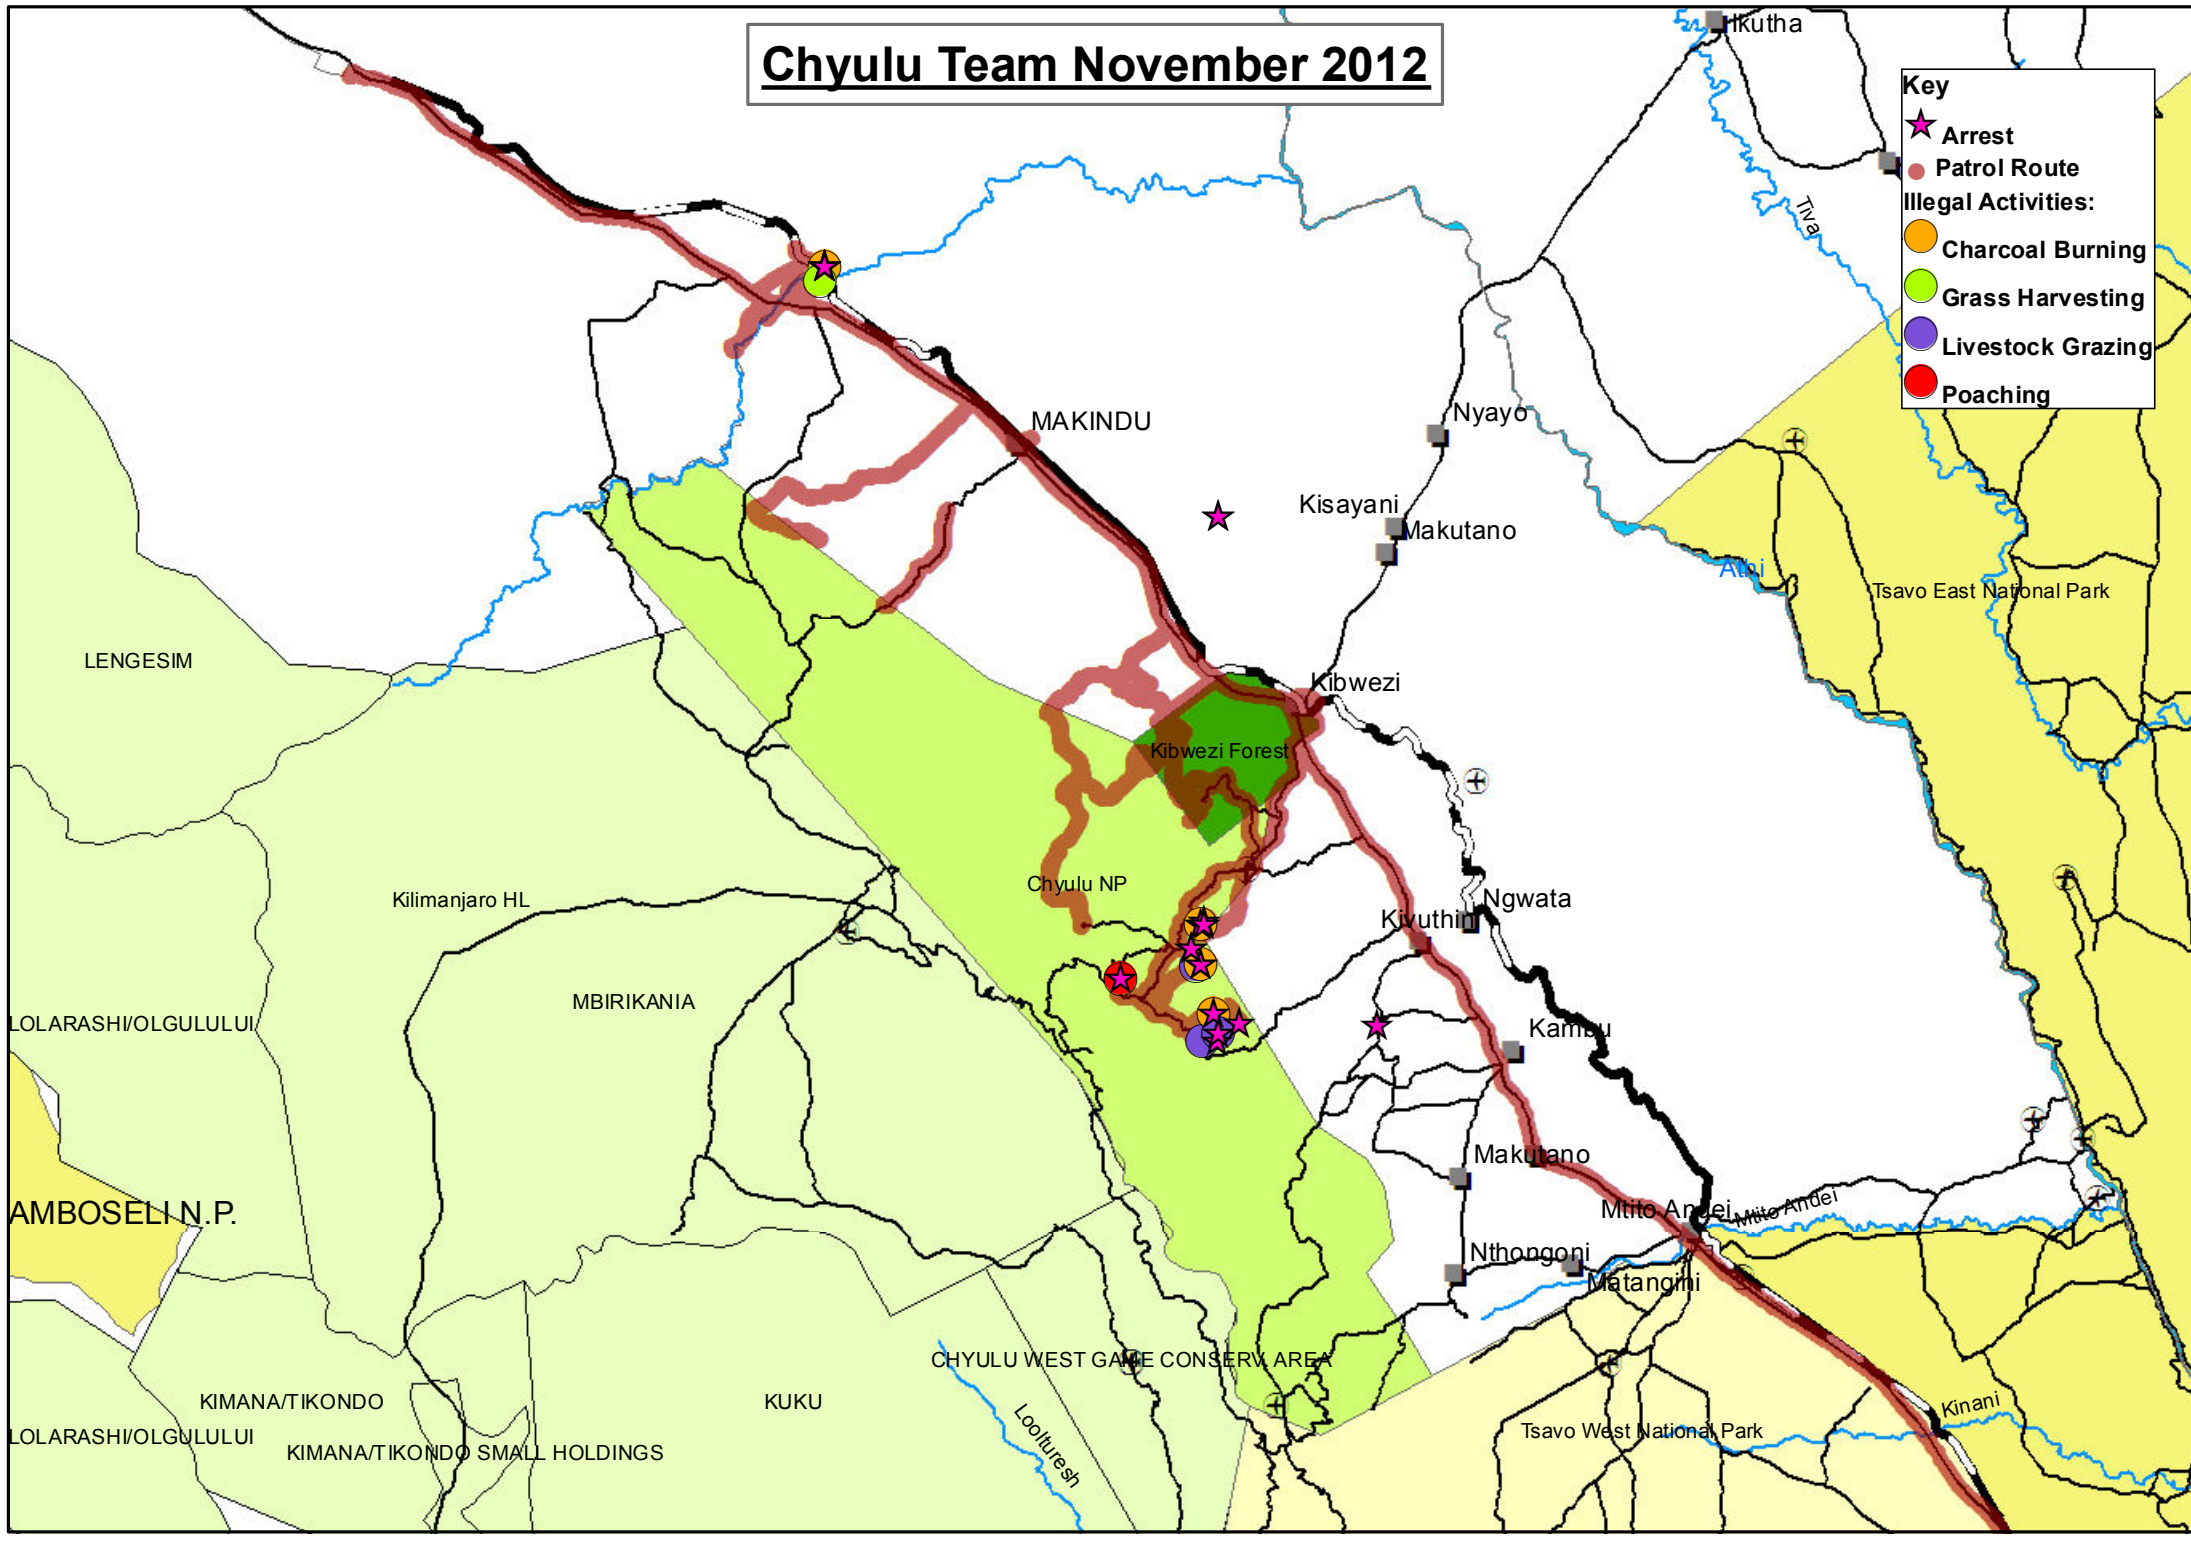 Chyulu Team November 2012
Ikutha
Key
Arrest
Patrol Route
Illegal Activities:
Charcoal Burning
Grass Harvesting
Livestock Grazing
Poaching
Tiva
MAKINDU
Nyayo
Kisayani
Makutano
Athi
Tsavo East National Park
LENGESIM
Kibwezi
Kibwezi Forest
Chyulu NP
Kilimanjaro HL
Ngwata
Kivuthini
MBIRIKANIA
LOLARASHI/OLGULULUI
Kambu
Makutano
AMBOSELI N.P.
Mtito Andei
Mtito Andei
Nthongoni
Matangini
CHYULU WEST GAME CONSERV. AREA
KIMANA/TIKONDO
KUKU
Loolturesh
Kinani
Tsavo West National Park
LOLARASHI/OLGULULUI
KIMANA/TIKONDO SMALL HOLDINGS